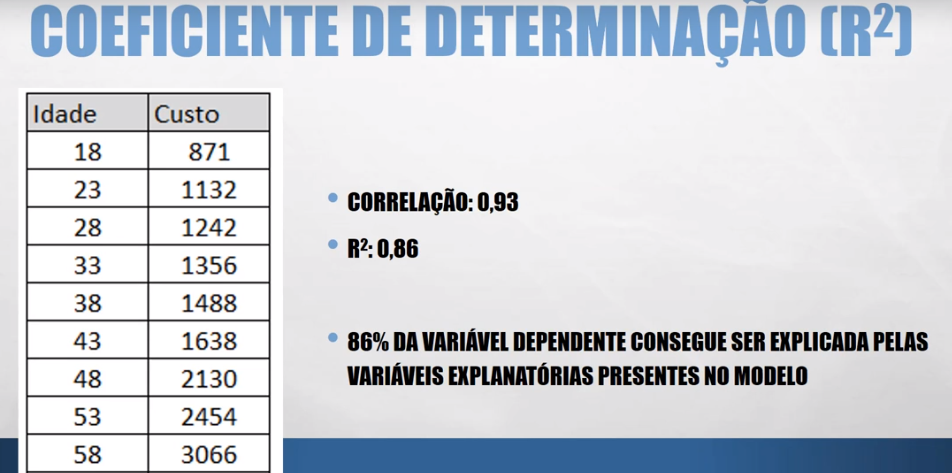 COEFICIENTE DE DETERMINAÇÃO (R²)
Idade Custo
18 871
23 1132
28 1242
33 1356
38 1488
43 1638
48 2130
53 2454
58 3066
• CORRELAÇÃO: 0,93
• R²: 0,86
• 86% DA VARIÁVEL DEPENDENTE CONSEGUE SER EXPLICADA PELAS
VARIÁVEIS EXPLANATÓRIAS PRESENTES NO MODELO